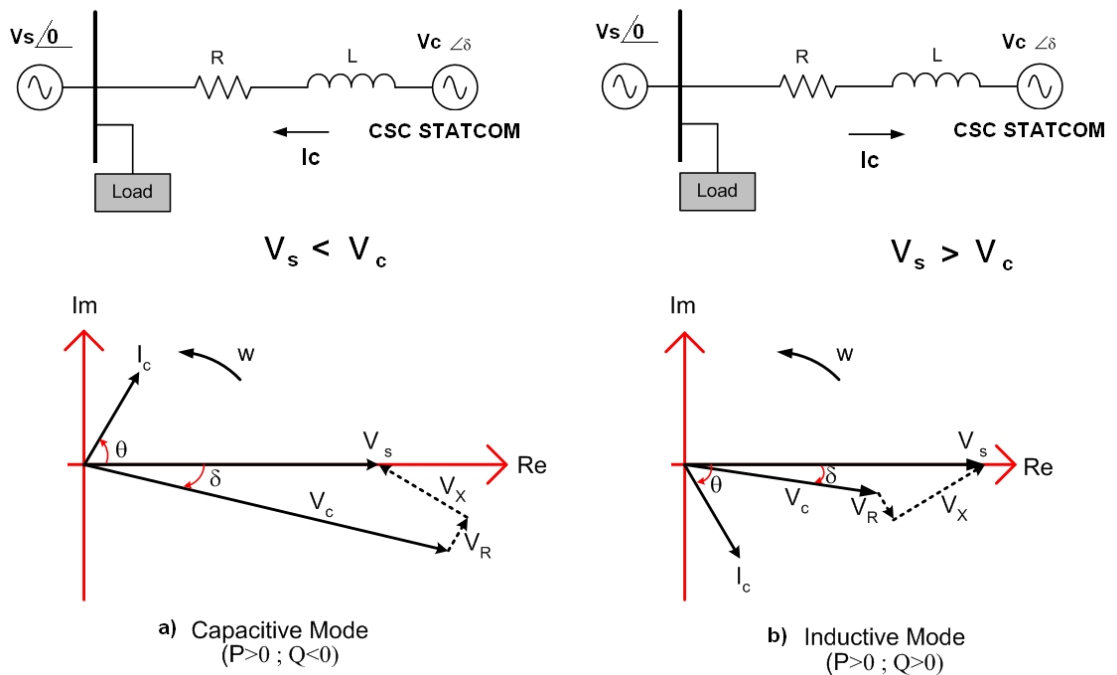 Vs/0
R
L
Vc ∠δ
Ic
CSC STATCOM
Load
Vs < Vc
Im
Ic
w
θ
Vs
Re
δ
Vc
VX
VR
a) Capacitive Mode
(P>0 ; Q<0)
Vs/0
R
L
Vc ∠δ
Ic
CSC STATCOM
Load
Vs > Vc
Im
w
Vs
Re
θ
δ
Vc
VR
VX
Ic
b) Inductive Mode
(P>0 ; Q>0)